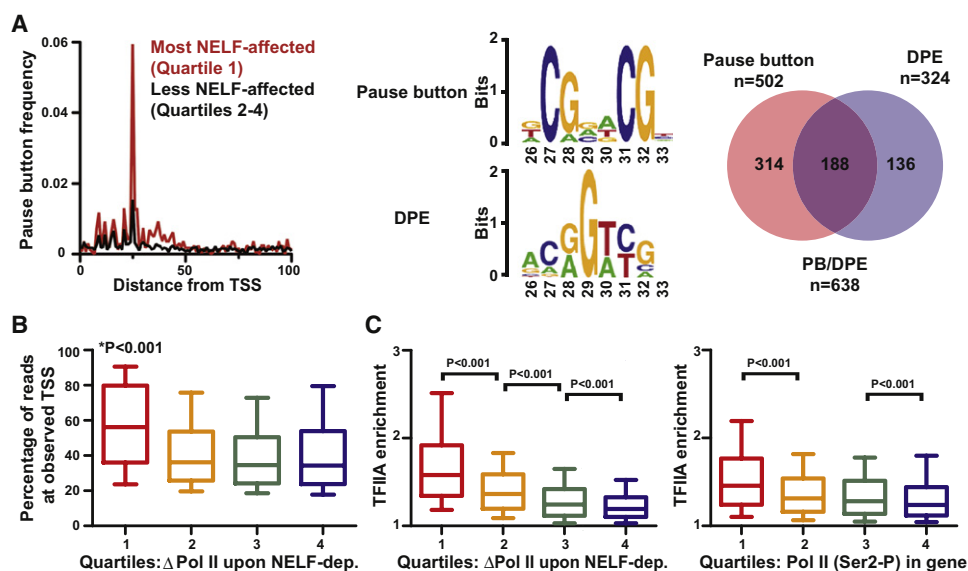 A
Pause button frequency
0.06
0.04
0.02
0
0
50
100
Distance from TSS
Most NELF-affected
(Quartile 1)
Less NELF-affected
(Quartiles 2-4)
Pause button
Bits
2
1
0
26 27 28 29 30 31 32 33
DPE
Bits
2
1
0
26 27 28 29 30 31 32 33
Pause button
n=502
DPE
n=324
314
188
136
PB/DPE
n=638
B
Percentage of reads
at observed TSS
100
80
60
40
20
0
*P<0.001
1 2 3 4
Quartiles: Δ Pol II upon NELF-dep.
C
TFIIA enrichment
3
2
1
P<0.001
P<0.001
P<0.001
1 2 3 4
Quartiles: ΔPol II upon NELF-dep.
TFIIA enrichment
3
2
1
P<0.001
P<0.001
1 2 3 4
Quartiles: Pol II (Ser2-P) in gene